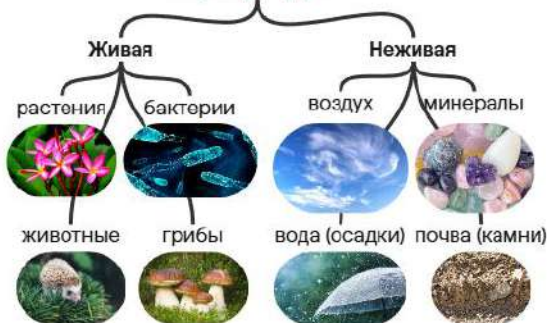 Живая
Неживая
растения
бактерии
воздух
минералы
животные
грибы
вода (осадки)
почва (камни)